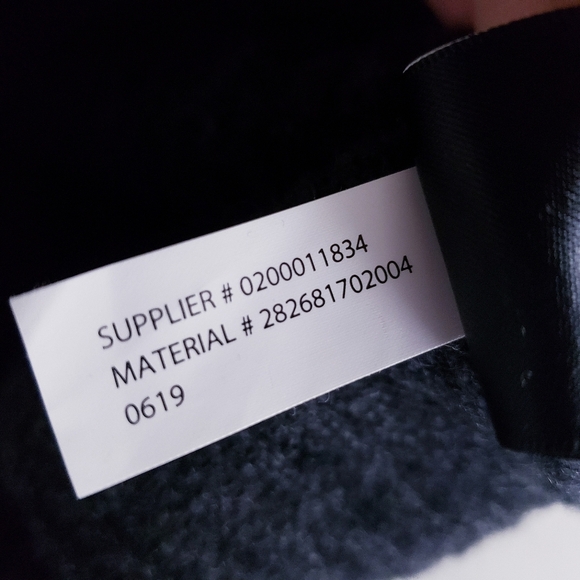 SUPPLIER # 0200011834
MATERIAL # 282681702004
0619